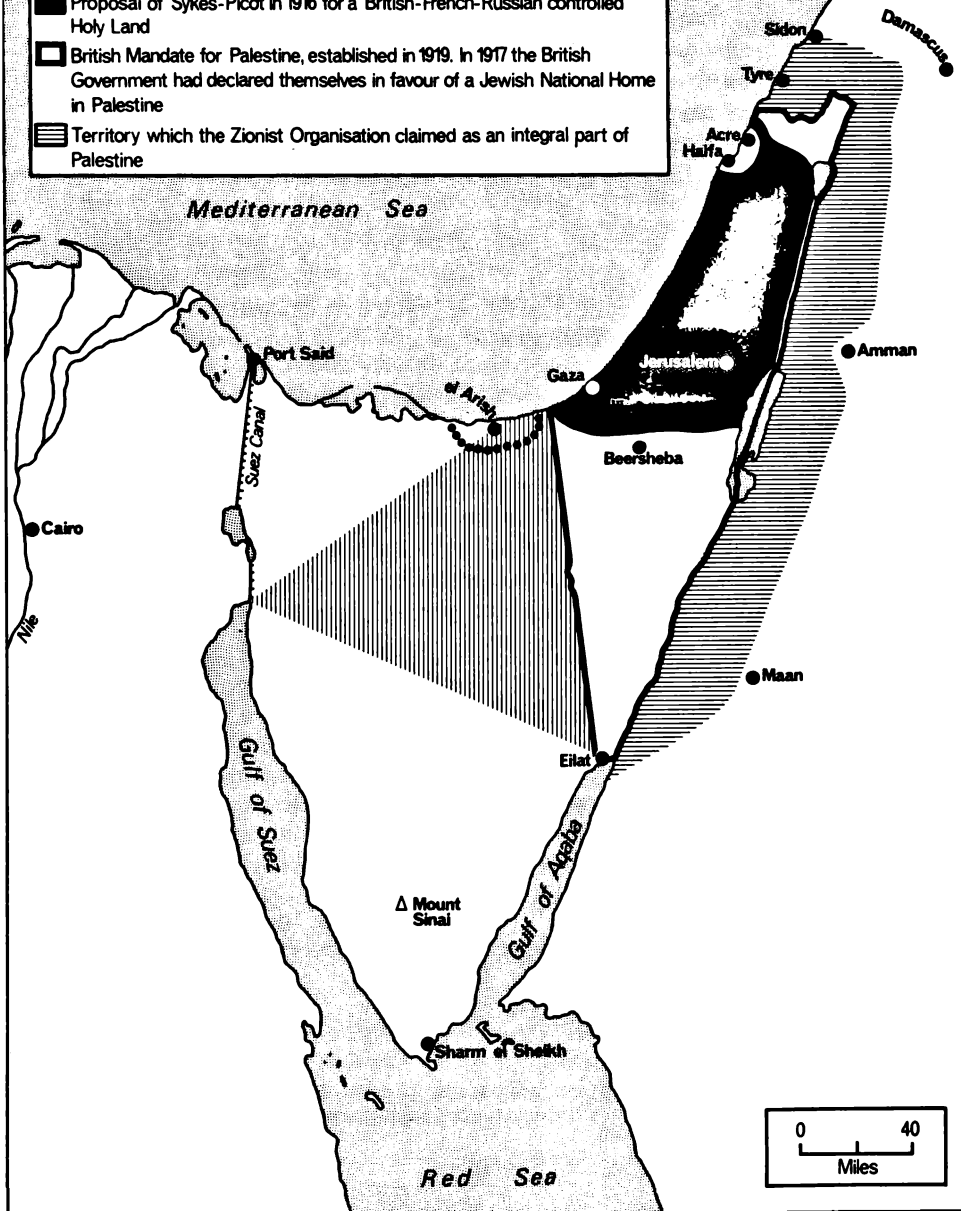 Proposal of Sykes-Picot in 1916 for a British-French-Russian controlled
Holy Land
British Mandate for Palestine, established in 1919. In 1917 the British
Government had declared themselves in favour of a Jewish National Home
in Palestine
Territory which the Zionist Organisation claimed as an integral part of
Palestine
Damascus
Sidon
Tyre
Acre
Haifa
Mediterranean Sea
Port Said
Amman
Jerusalem
Gaza
el Arish
Suez Canal
Beersheba
Cairo
Nile
Maan
Eilat
Gulf of Suez
Gulf of Aqaba
Δ Mount
Sinai
Sharm el Sheikh
0 40
Miles
Red Sea